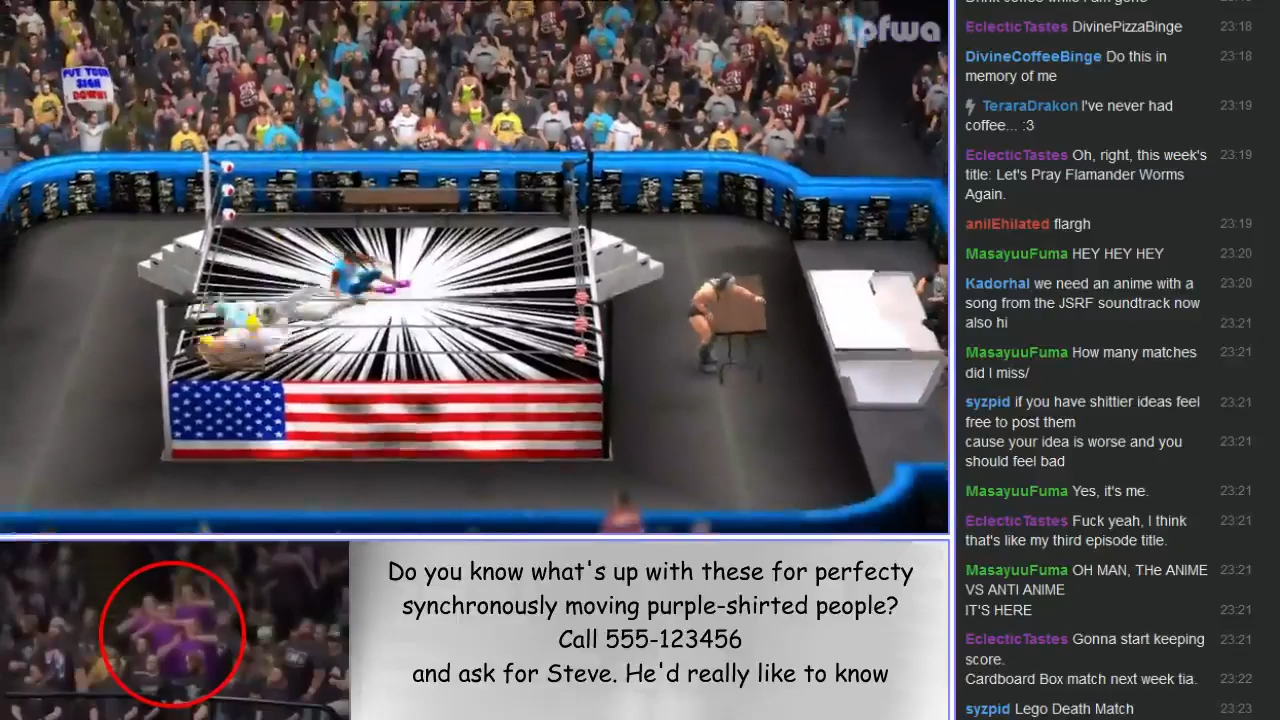 lpfwa
PUT YOUR
SIGN
DOWN!
Do you know what's up with these for perfecty
synchronously moving purple-shirted people?
Call 555-123456
and ask for Steve. He'd really like to know
EclecticTastes DivinePizzaBinge 23:18
DivineCoffeeBinge Do this in 23:18
memory of me
TeraraDrakon I've never had 23:19
coffee... :3
EclecticTastes Oh, right, this week's 23:19
title: Let's Pray Flamander Worms
Again.
anilEhilated flargh 23:19
MasayuuFuma HEY HEY HEY 23:20
Kadorhal we need an anime with a 23:20
song from the JSRF soundtrack now
also hi 23:21
MasayuuFuma How many matches 23:21
did I miss/
syzpid if you have shittier ideas feel 23:21
free to post them
cause your idea is worse and you 23:21
should feel bad
MasayuuFuma Yes, it's me. 23:21
EclecticTastes Fuck yeah, I think 23:21
that's like my third episode title.
MasayuuFuma OH MAN, THe ANIME 23:21
VS ANTI ANIME
IT'S HERE 23:21
EclecticTastes Gonna start keeping 23:21
score.
Cardboard Box match next week tia. 23:22
syzpid Lego Death Match 23:23